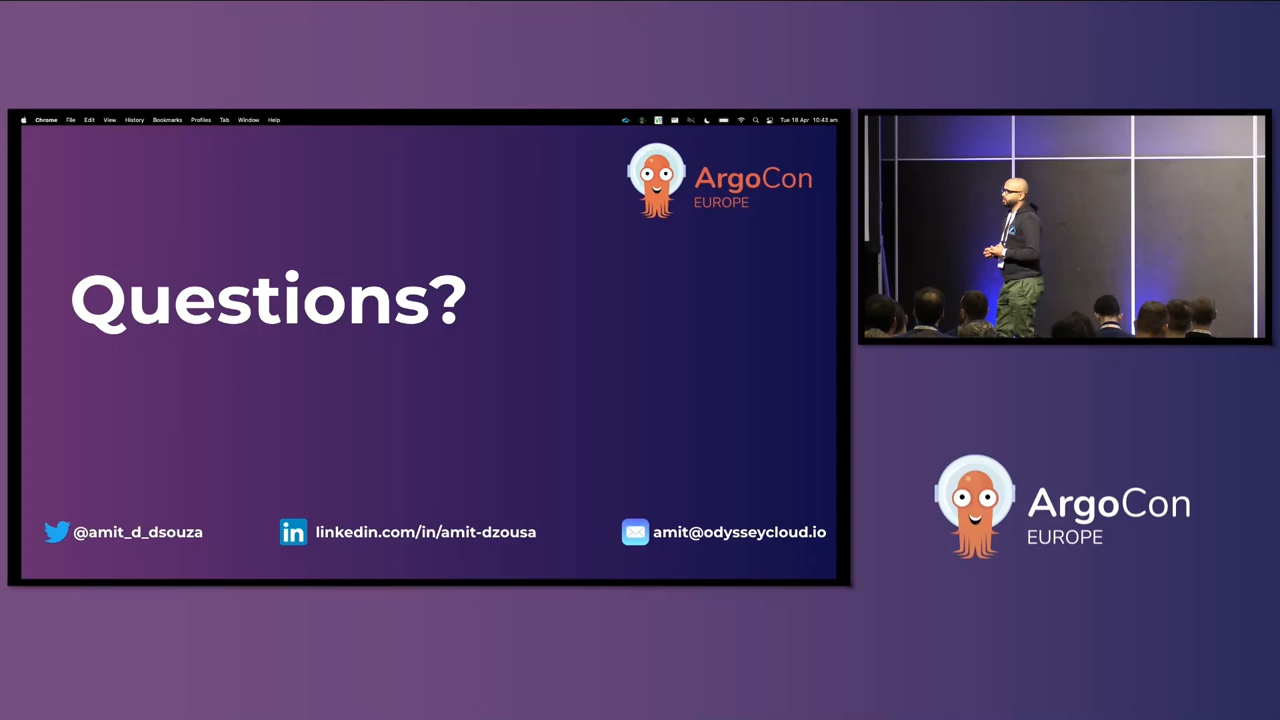 Chrome File Edit View History Bookmarks Profiles Tab Window Help
Tue 18 Apr 10:43 am
ArgoCon
EUROPE
Questions?
@amit_d_dsouza
linkedin.com/in/amit-dzousa
amit@odysseycloud.io
ArgoCon
EUROPE